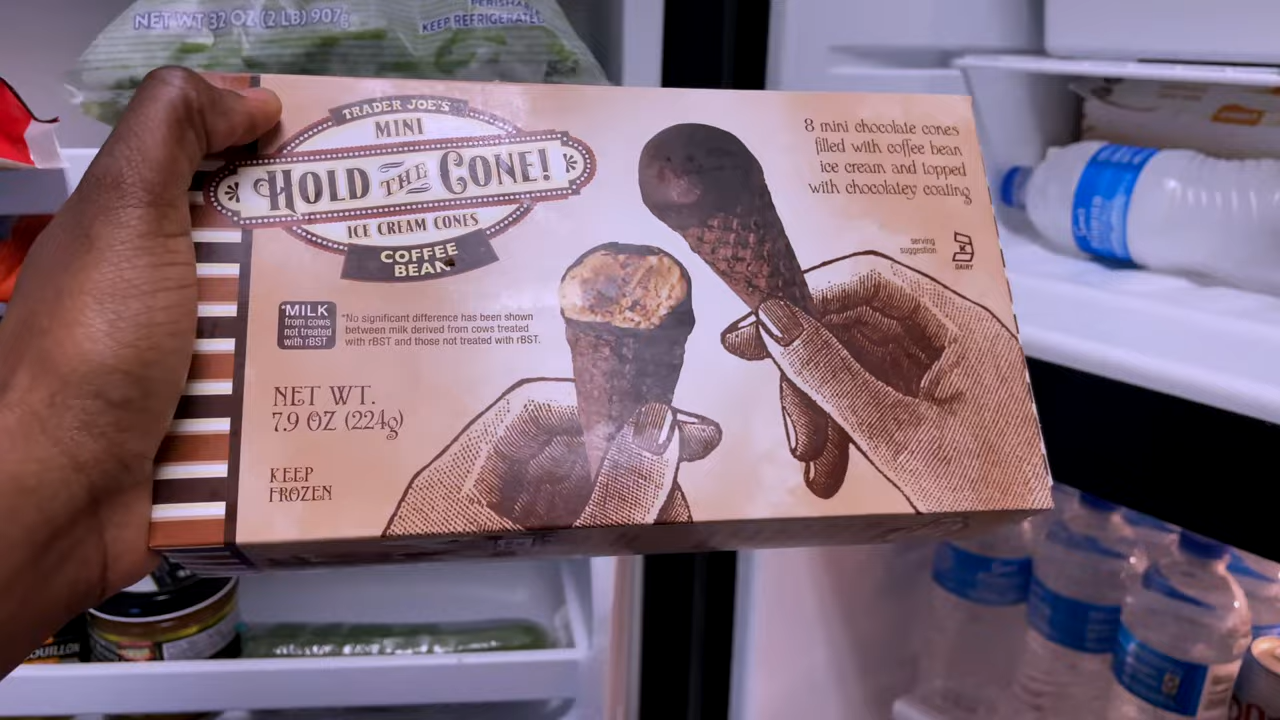 NET WT 32 OZ (2 LB) 907g
PERISHABLE
KEEP REFRIGERATED
TRADER JOE'S
MINI
HOLD THE CONE!
ICE CREAM CONES
COFFEE
BEAN
8 mini chocolate cones
filled with coffee bean
ice cream and topped
with chocolatey coating
serving
suggestion
K
DAIRY
*MILK
from cows
not treated
with rBST
*No significant difference has been shown
between milk derived from cows treated
with rBST and those not treated with rBST.
NET WT.
7.9 OZ (224g)
KEEP
FROZEN